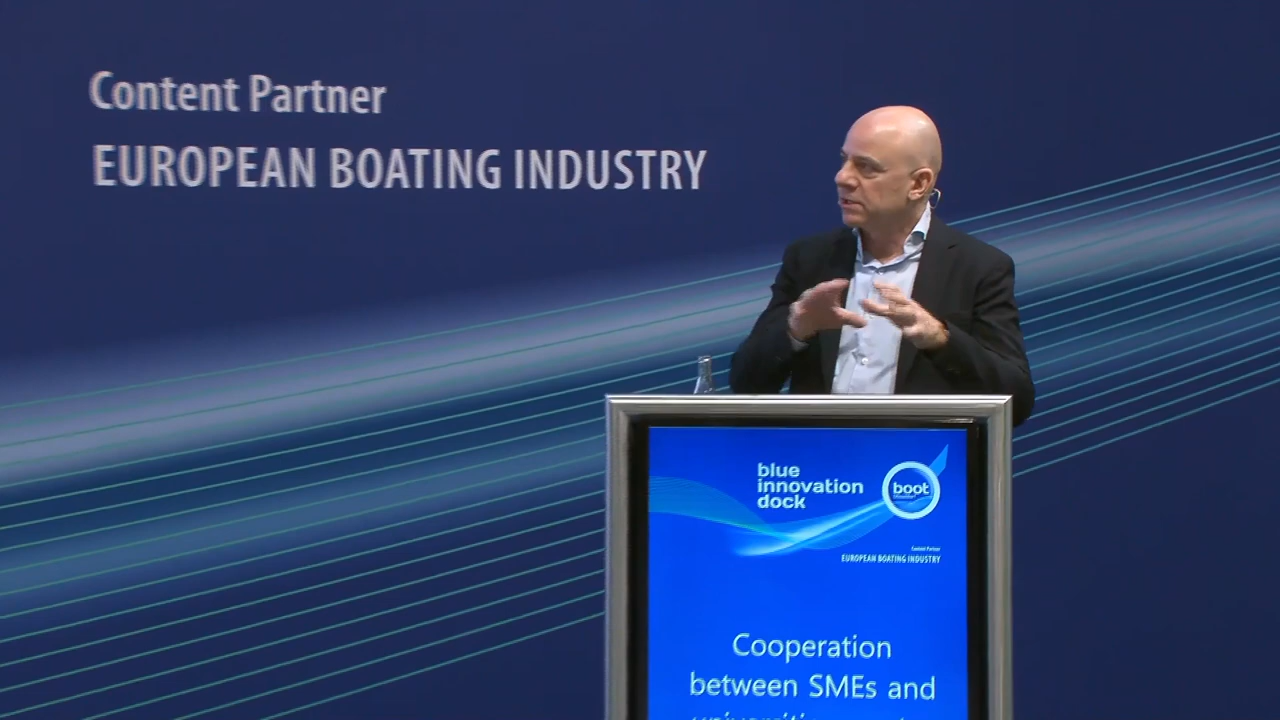 Content Partner
EUROPEAN BOATING INDUSTRY
blue
innovation
dock
boot
Content Partner
EUROPEAN BOATING INDUSTRY
Cooperation
between SMEs and